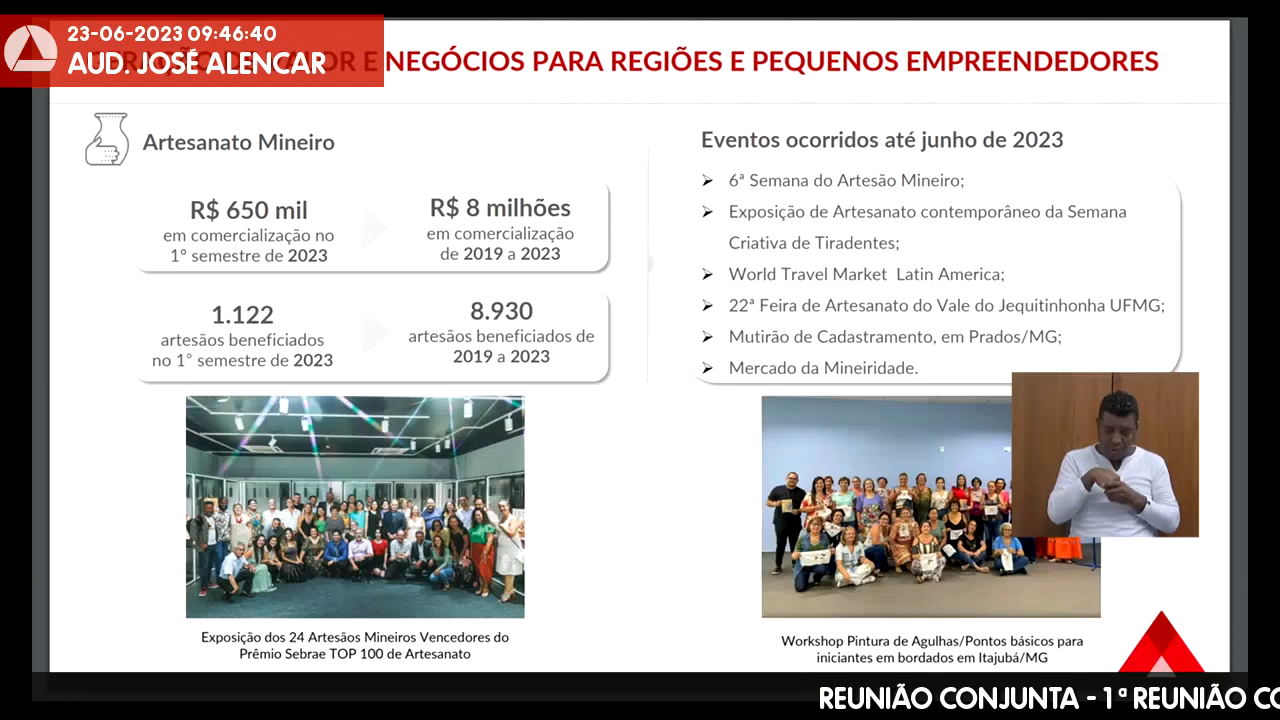 23-06-2023 09:46:40
AUD. JOSÉ ALENCAR
E NEGÓCIOS PARA REGIÕES E PEQUENOS EMPREENDEDORES
Artesanato Mineiro
R$ 650 mil
em comercialização no
1º semestre de 2023
R$ 8 milhões
em comercialização
de 2019 a 2023
1.122
artesãos beneficiados
no 1° semestre de 2023
8.930
artesãos beneficiados de
2019 a 2023
Eventos ocorridos até junho de 2023
6ª Semana do Artesão Mineiro;
Exposição de Artesanato contemporâneo da Semana
Criativa de Tiradentes;
World Travel Market Latin America;
22ª Feira de Artesanato do Vale do Jequitinhonha UFMG;
Mutirão de Cadastramento, em Prados/MG;
Mercado da Mineiridade.
Exposição dos 24 Artesãos Mineiros Vencedores do
Prêmio Sebrae TOP 100 de Artesanato
Workshop Pintura de Agulhas/Pontos básicos para
iniciantes em bordados em Itajubá/MG
REUNIÃO CONJUNTA - 1ª REUNIÃO CO